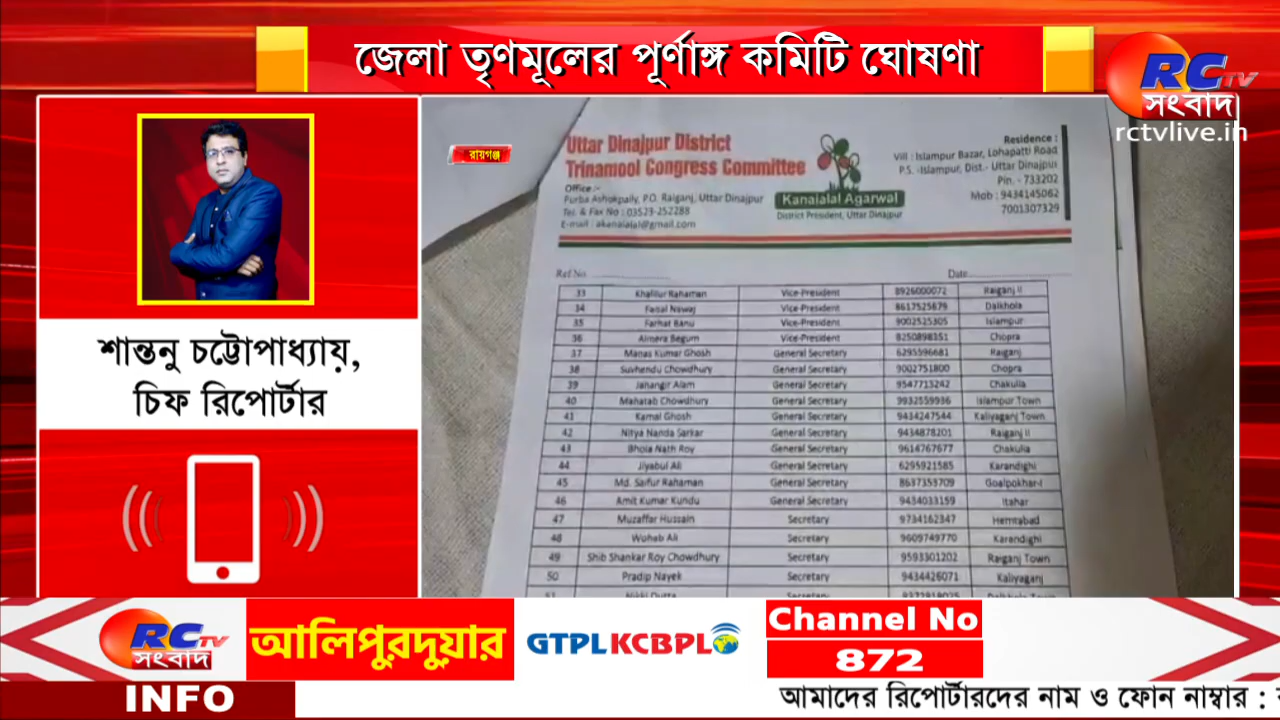 জেলা তৃণমূলের পূর্ণাঙ্গ কমিটি ঘোষণা
RC TV
সংবাদ
rctvlive.in
রায়গঞ্জ
শান্তনু চট্টোপাধ্যায়,
চিফ রিপোর্টার
Uttar Dinajpur District
Trinamool Congress Committee
Office :-
Purba Ashokpally, P.O. Raiganj, Uttar Dinajpur
Tel. & Fax No : 03523-252288
E-mail : akanaialal@gmail.com
Kanaialal Agarwal
District President, Uttar Dinajpur
Residence :
Vill : Islampur Bazar, Lohapatti Road
P.S. -Islampur, Dist.- Uttar Dinajpur
Pin. - 733202
Mob : 9434145062
7001307329
Ref No
Date
33 Khalilur Rahaman Vice-President 8926000072 Raiganj II
34 Faisal Nawaj Vice-President 8617525679 Dalkhola
35 Farhat Banu Vice-President 9002525305 Islampur
36 Almera Begum Vice-President 8250898351 Chopra
37 Manas Kumar Ghosh General Secretary 6295596681 Raiganj
38 Suvhendu Chowdhury General Secretary 9002751800 Chopra
39 Jahangir Alam General Secretary 9547713242 Chakulia
40 Mahatab Chowdhury General Secretary 9932559936 Islampur Town
41 Kamal Ghosh General Secretary 9434247544 Kaliyaganj Town
42 Nitya Nanda Sarkar General Secretary 9434878201 Raiganj II
43 Bhola Nath Roy General Secretary 9614767677 Chakulia
44 Jiyabul Ali General Secretary 6295921585 Karandighi
45 Md. Saifur Rahaman General Secretary 8637353709 Goalpokhar-I
46 Amit Kumar Kundu General Secretary 9434033159 Itahar
47 Muzaffar Hussain Secretary 9734162347 Hemtabad
48 Wohab Ali Secretary 9609749770 Karandighi
49 Shib Shankar Roy Chowdhury Secretary 9593301202 Raiganj Town
50 Pradip Nayek Secretary 9434426071 Kaliyaganj
RC TV
সংবাদ
আলিপুরদুয়ার
GTPL KCBPL
Channel No
872
INFO
আমাদের রিপোর্টারদের নাম ও ফোন নাম্বার :